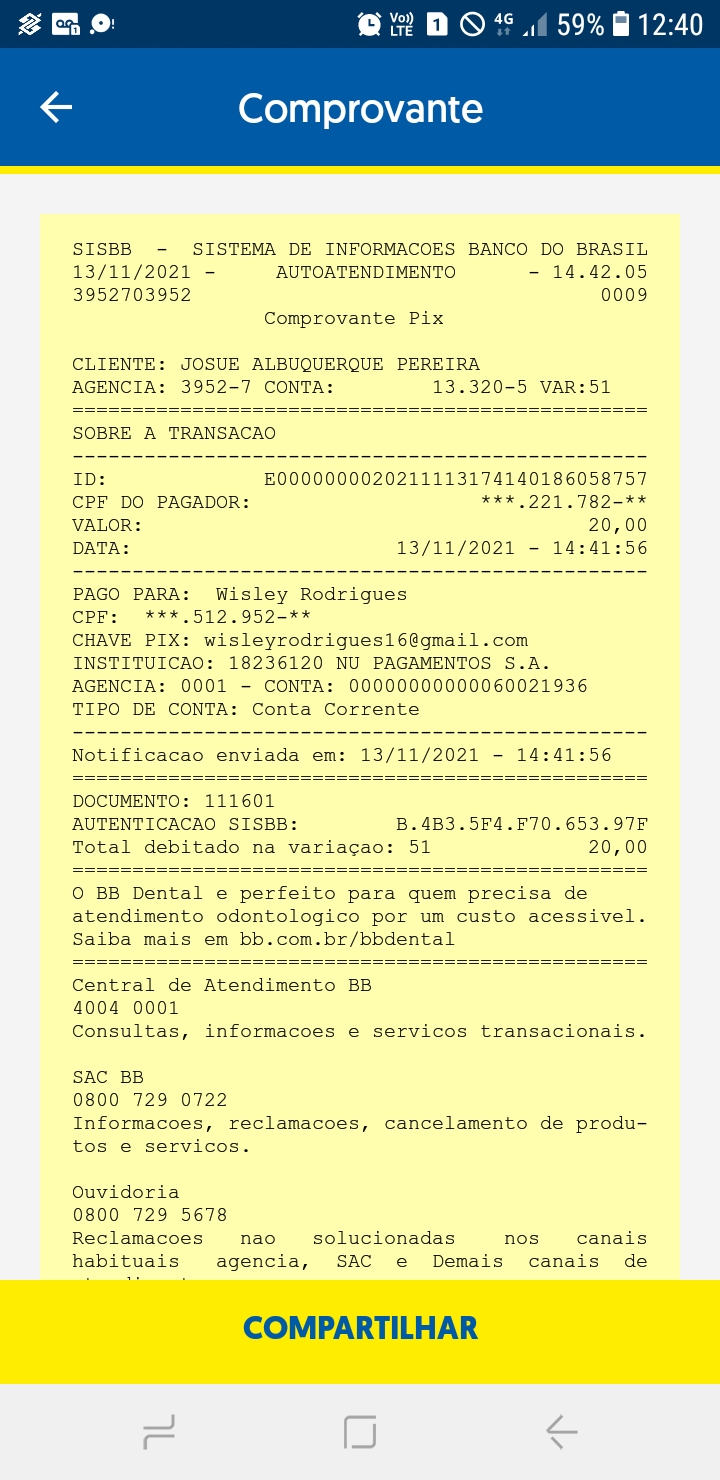 Vo)) 4G 59% 12:40
LTE 1
Comprovante
SISBB - SISTEMA DE INFORMACOES BANCO DO BRASIL
13/11/2021 - AUTOATENDIMENTO - 14.42.05
3952703952 0009
Comprovante Pix
CLIENTE: JOSUE ALBUQUERQUE PEREIRA
AGENCIA: 3952-7 CONTA: 13.320-5 VAR:51
================================================
SOBRE A TRANSACAO
------------------------------------------------
ID: E00000000202111131741401860587​57
CPF DO PAGADOR: ***.221.782-**
VALOR: 20,00
DATA: 13/11/2021 - 14:41:56
------------------------------------------------
PAGO PARA: Wisley Rodrigues
CPF: ***.512.952-**
CHAVE PIX: wisleyrodrigues16@gmail.com
INSTITUICAO: 18236120 NU PAGAMENTOS S.A.
AGENCIA: 0001 - CONTA: 00000000000060021936
TIPO DE CONTA: Conta Corrente
------------------------------------------------
Notificacao enviada em: 13/11/2021 - 14:41:56
================================================
DOCUMENTO: 111601
AUTENTICACAO SISBB: B.4B3.5F4.F70.653.97F
Total debitado na variaçao: 51 20,00
================================================
O BB Dental e perfeito para quem precisa de
atendimento odontologico por um custo acessivel.
Saiba mais em bb.com.br/bbdental
================================================
Central de Atendimento BB
4004 0001
Consultas, informacoes e servicos transacionais.
SAC BB
0800 729 0722
Informacoes, reclamacoes, cancelamento de produ-
tos e servicos.
Ouvidoria
0800 729 5678
Reclamacoes nao solucionadas nos canais
habituais agencia, SAC e Demais canais de
COMPARTILHAR